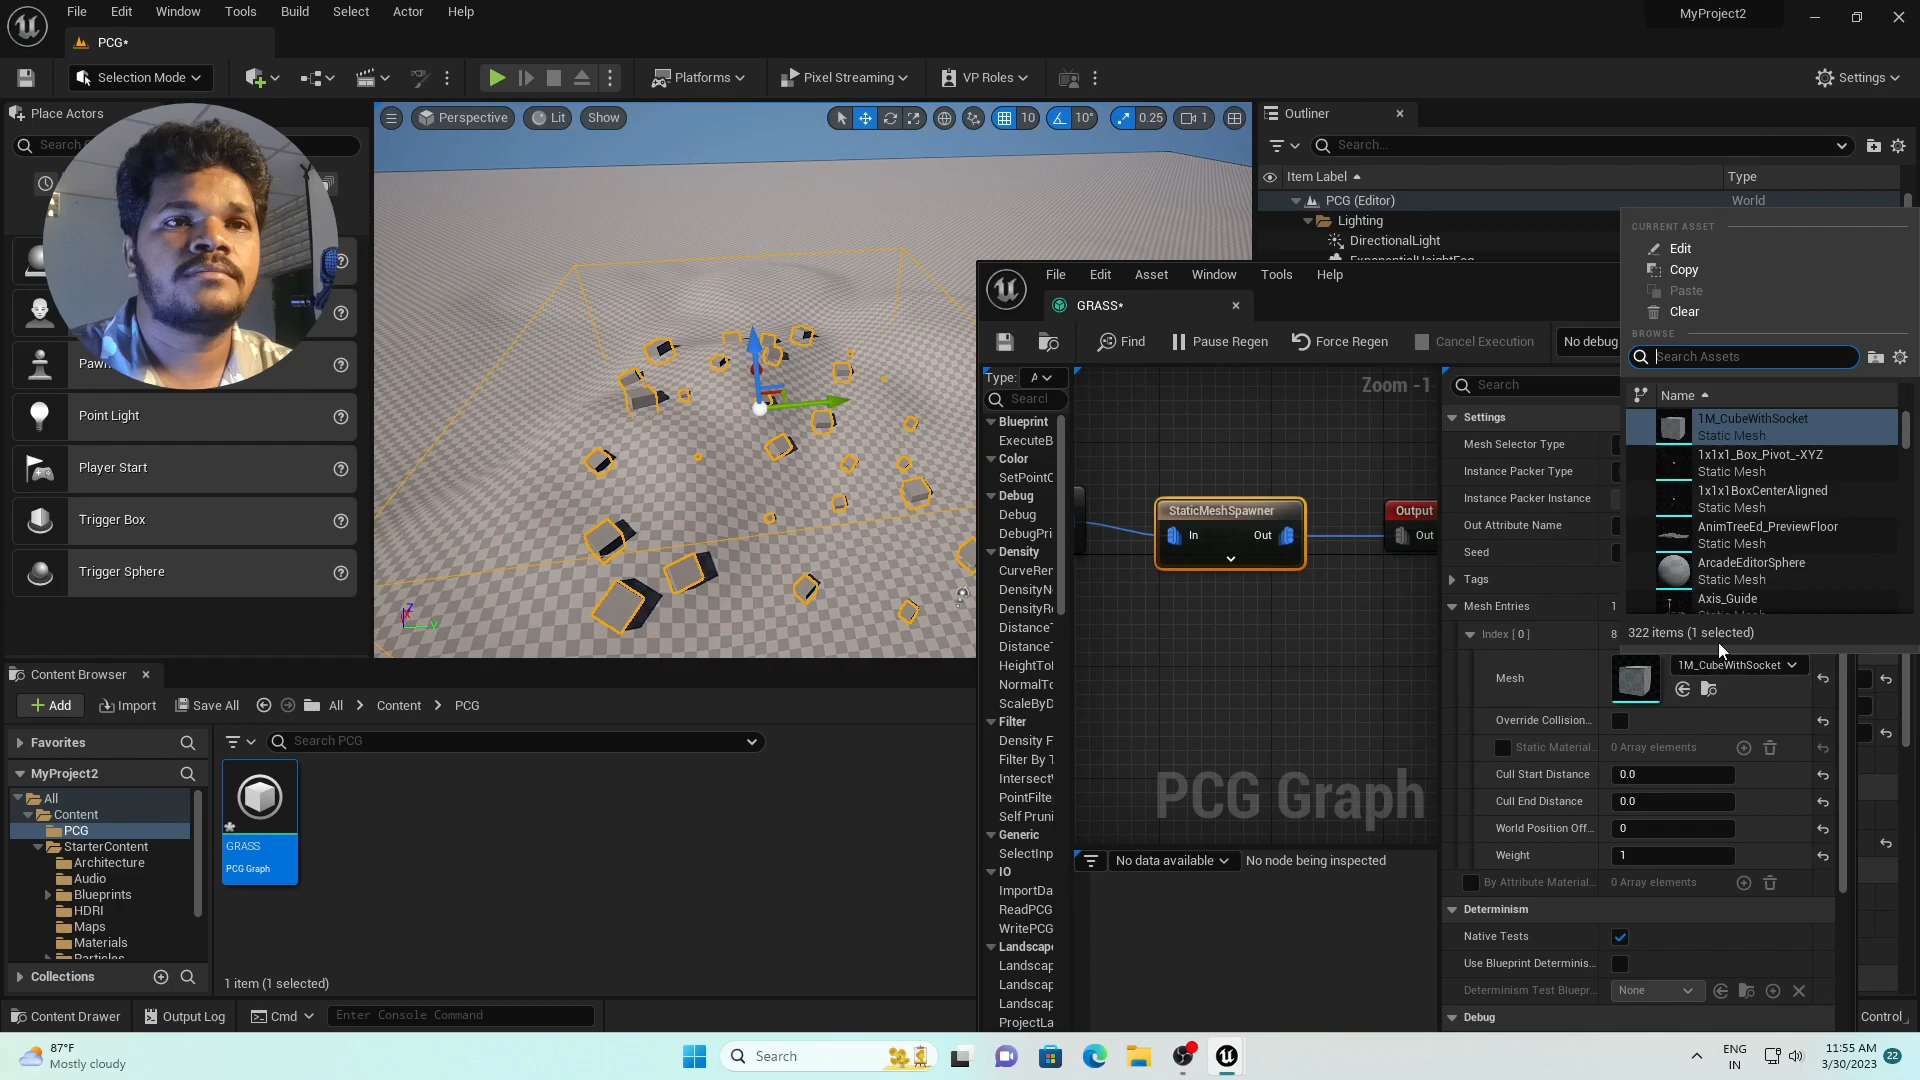 File Edit Window Tools Build Select Actor Help
MyProject2
PCG*
Selection Mode
Platforms
Pixel Streaming
VP Roles
Settings
Place Actors
Search
Point Light
Player Start
Trigger Box
Trigger Sphere
Perspective
Lit
Show
10
10°
0.25
1
Outliner
Search...
Item Label
Type
PCG (Editor)
World
Lighting
DirectionalLight
ExponentialHeightFog
CURRENT ASSET
Edit
Copy
Paste
Clear
BROWSE
Search Assets
Name
1M_CubeWithSocket
Static Mesh
1x1x1_Box_Pivot_-XYZ
Static Mesh
1x1x1BoxCenterAligned
Static Mesh
AnimTreeEd_PreviewFloor
Static Mesh
ArcadeEditorSphere
Static Mesh
Axis_Guide
322 items (1 selected)
File Edit Asset Window Tools Help
GRASS*
Find
Pause Regen
Force Regen
Cancel Execution
No debug
Type: A
Search
Blueprint
ExecuteB
Color
SetPointC
Debug
Debug
DebugPri
Density
CurveRer
DensityN
DensityRe
DistanceT
DistanceT
HeightTo
NormalTo
ScaleByD
Filter
Density F
Filter By T
Intersect
PointFilte
Self Pruni
Generic
SelectInp
IO
ImportDa
ReadPCG
WritePCG
Landscape
Landscap
Landscap
Landscap
ProjectLa
Zoom -1
StaticMeshSpawner
In
Out
Output
Out
PCG Graph
No data available
No node being inspected
Search
Settings
Mesh Selector Type
Instance Packer Type
Instance Packer Instance
Out Attribute Name
Seed
Tags
Mesh Entries 1
Index [ 0 ] 8
Mesh
1M_CubeWithSocket
Override Collision...
Static Material... 0 Array elements
Cull Start Distance 0.0
Cull End Distance 0.0
World Position Off... 0
Weight 1
By Attribute Material... 0 Array elements
Determinism
Native Tests
Use Blueprint Determinis...
Determinism Test Bluepr... None
Debug
Content Browser
Add
Import
Save All
All
Content
PCG
Favorites
Search PCG
MyProject2
All
Content
PCG
StarterContent
Architecture
Audio
Blueprints
HDRI
Maps
Materials
Particles
Collections
GRASS
PCG Graph
1 item (1 selected)
Content Drawer
Output Log
Cmd
Enter Console Command
Control
87°F
Mostly cloudy
Search
ENG
IN
11:55 AM
3/30/2023
22